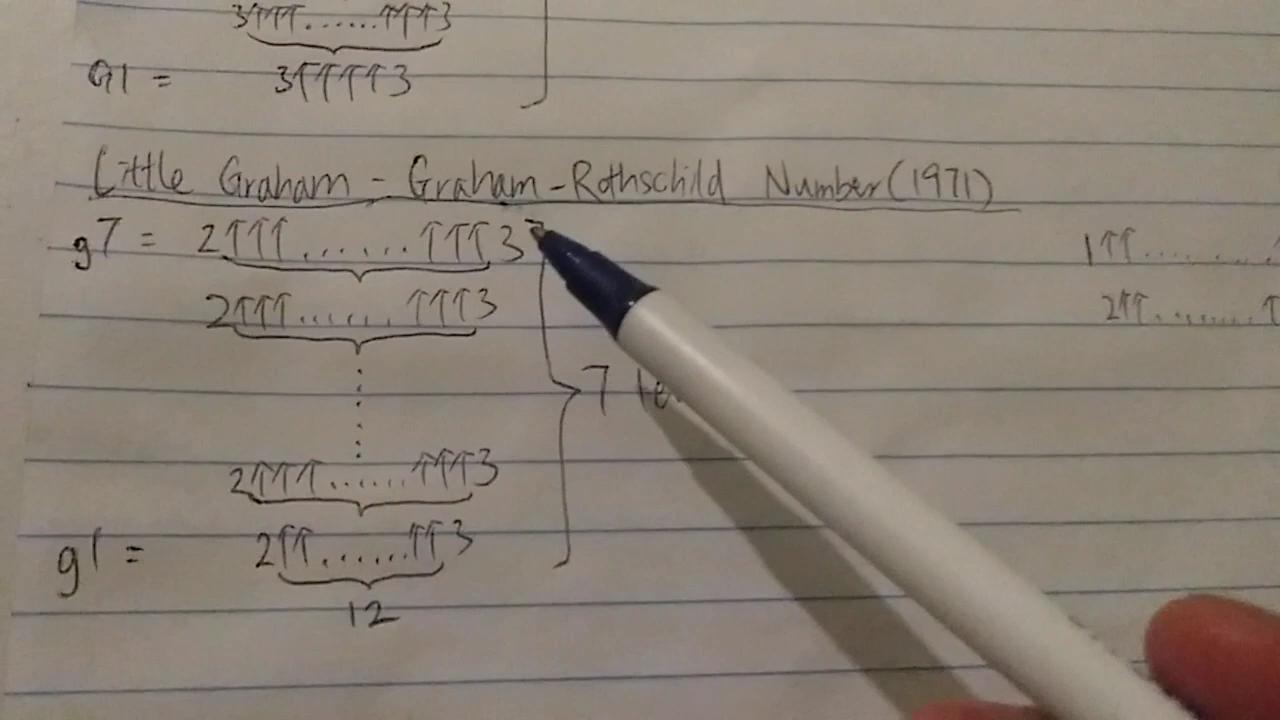 3↑↑↑......↑↑↑3
G1 = 3↑↑↑↑3
Little Graham - Graham-Rothschild Number (1971)
g7 = 2↑↑↑.......↑↑↑3
2↑↑↑......↑↑↑3
7
2↑↑↑......↑↑↑3
g1 = 2↑↑......↑↑3
12
1↑↑........
2↑↑........↑